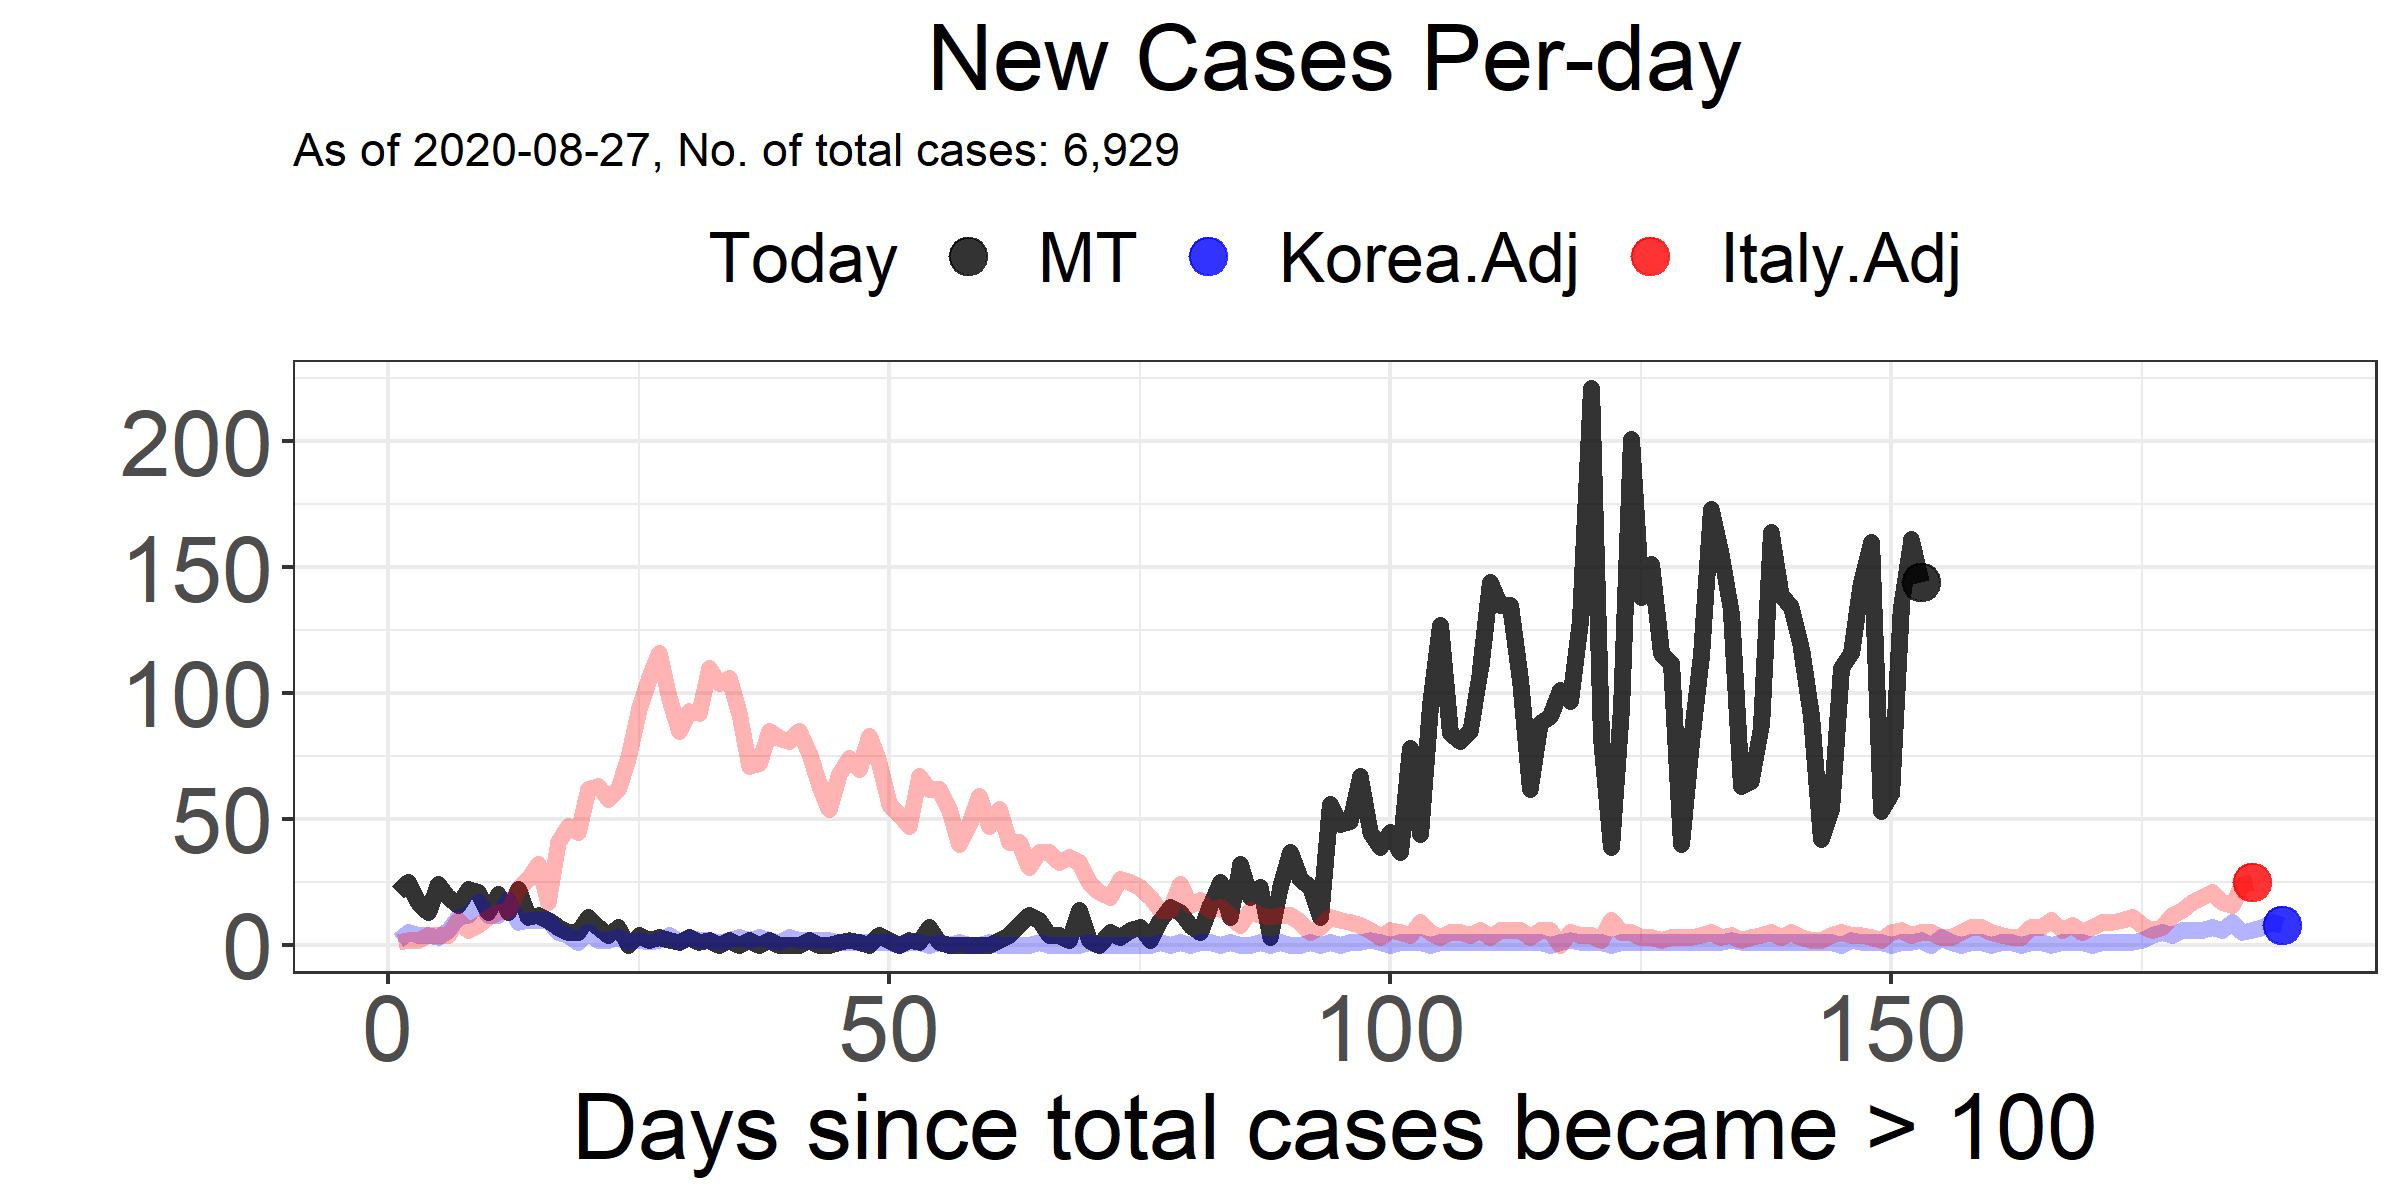 New Cases Per-day
As of 2020-08-27, No. of total cases: 6,929
Today MT Korea.Adj Italy.Adj
200
150
100
50
0
0 50 100 150
Days since total cases became > 100